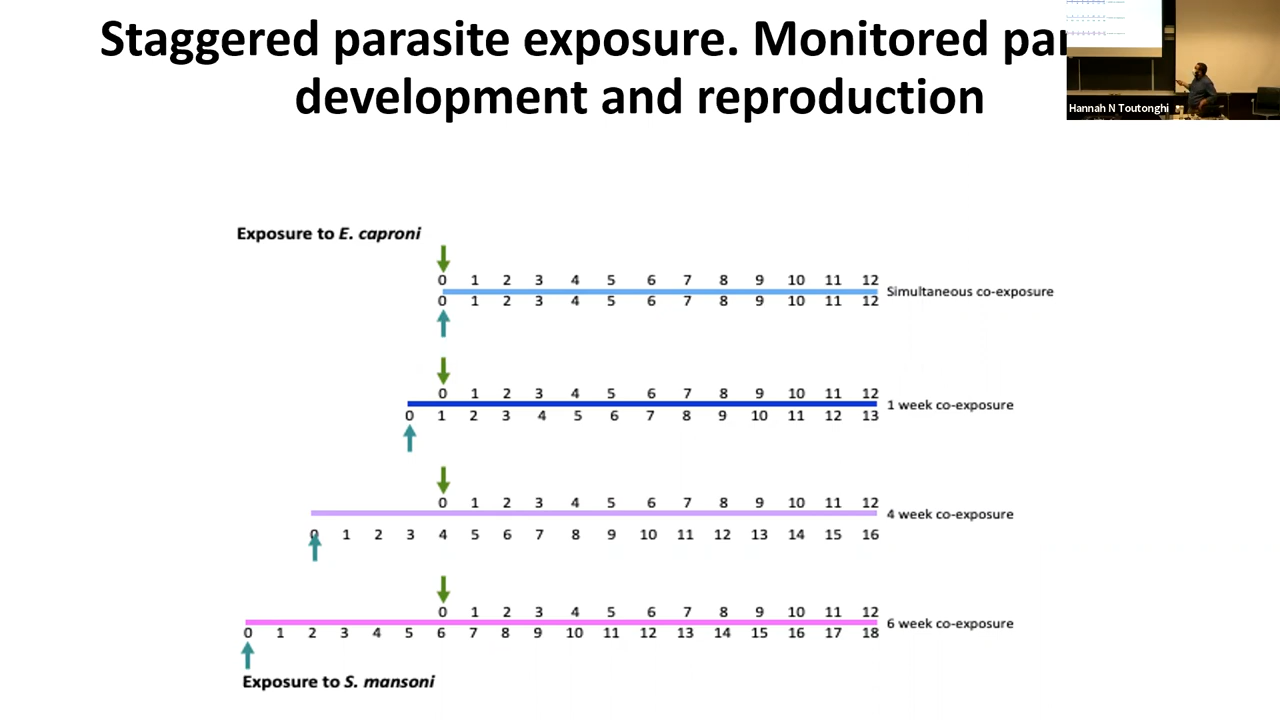 Staggered parasite exposure. Monitored
development and reproduction
Hannah N Toutonghi
Exposure to E. caproni
0 1 2 3 4 5 6 7 8 9 10 11 12
Simultaneous co-exposure
0 1 2 3 4 5 6 7 8 9 10 11 12
0 1 2 3 4 5 6 7 8 9 10 11 12
1 week co-exposure
0 1 2 3 4 5 6 7 8 9 10 11 12 13
0 1 2 3 4 5 6 7 8 9 10 11 12
4 week co-exposure
0 1 2 3 4 5 6 7 8 9 10 11 12 13 14 15 16
0 1 2 3 4 5 6 7 8 9 10 11 12
6 week co-exposure
0 1 2 3 4 5 6 7 8 9 10 11 12 13 14 15 16 17 18
Exposure to S. mansoni